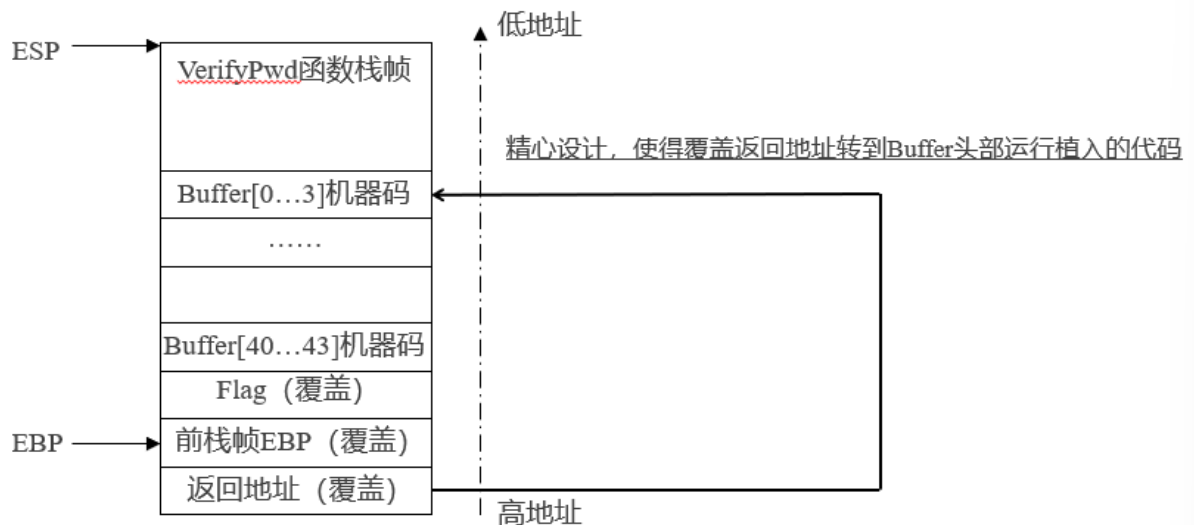 低地址
ESP
VerifyPwd函数栈帧
精心设计，使得覆盖返回地址转到Buffer头部运行植入的代码
Buffer[0…3]机器码
……
Buffer[40…43]机器码
Flag（覆盖）
EBP
前栈帧EBP（覆盖）
返回地址（覆盖）
高地址